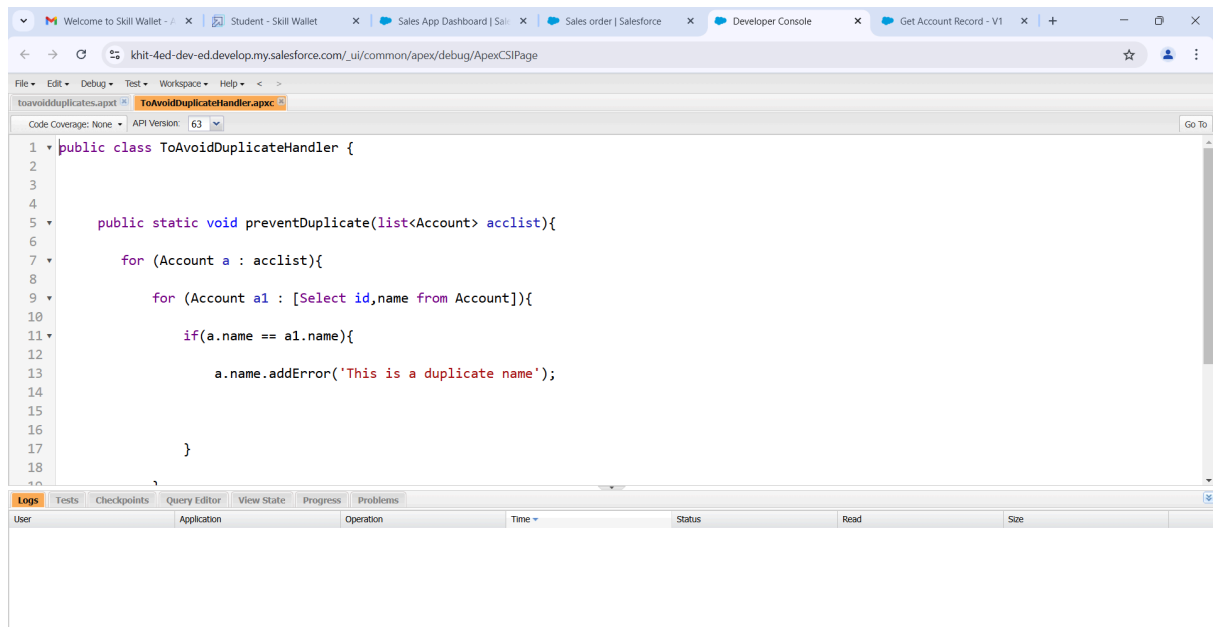 Welcome to Skill Wallet - A
Student - Skill Wallet
Sales App Dashboard | Sale
Sales order | Salesforce
Developer Console
Get Account Record - V1
khit-4ed-dev-ed.develop.my.salesforce.com/_ui/common/apex/debug/ApexCSIPage
File Edit Debug Test Workspace Help < >
toavoidduplicates.apxt ToAvoidDuplicateHandler.apxc
Code Coverage: None API Version: 63 Go To
1 public class ToAvoidDuplicateHandler {
2
3
4
5 public static void preventDuplicate(list<Account> acclist){
6
7 for (Account a : acclist){
8
9 for (Account a1 : [Select id,name from Account]){
10
11 if(a.name == a1.name){
12
13 a.name.addError('This is a duplicate name');
14
15
16
17 }
18
19 }
Logs Tests Checkpoints Query Editor View State Progress Problems
User Application Operation Time Status Read Size